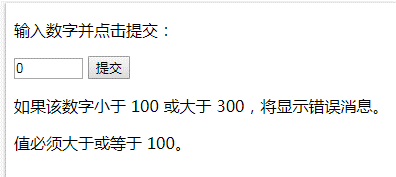 输入数字并点击提交：
0 提交
如果该数字小于 100 或大于 300，将显示错误消息。
值必须大于或等于 100。